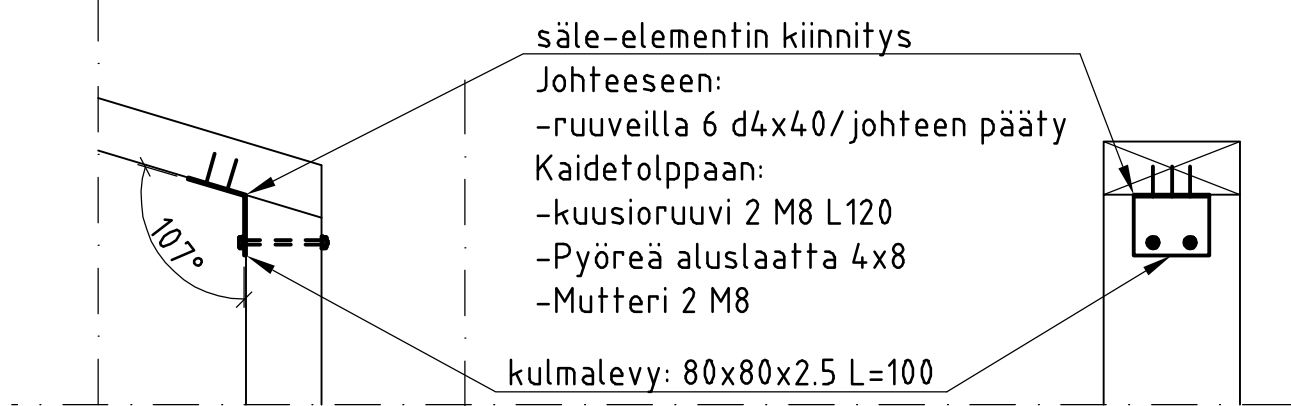 säle-elementin kiinnitys
Johteeseen:
-ruuveilla 6 d4x40/johteen pääty
Kaidetolppaan:
-kuusioruuvi 2 M8 L120
-Pyöreä aluslaatta 4x8
-Mutteri 2 M8
107°
kulmalevy: 80x80x2.5 L=100